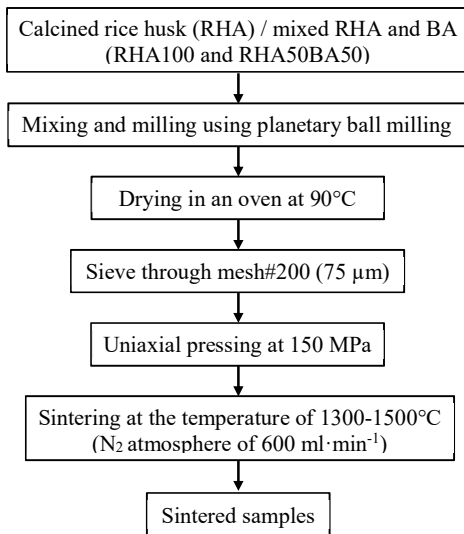 Calcined rice husk (RHA) / mixed RHA and BA
(RHA100 and RHA50BA50)
Mixing and milling using planetary ball milling
Drying in an oven at 90°C
Sieve through mesh#200 (75 µm)
Uniaxial pressing at 150 MPa
Sintering at the temperature of 1300-1500°C
(N₂ atmosphere of 600 ml·min⁻¹)
Sintered samples